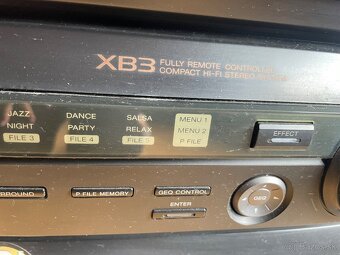 XB3 FULLY REMOTE CONTROLLED
COMPACT HI-FI STEREO
JAZZ DANCE SALSA MENU 1
NIGHT PARTY RELAX MENU 2
FILE 3 FILE 4 FILE 5 P FILE
EFFECT
P FILE MEMORY GEQ CONTROL
ENTER
GEQ